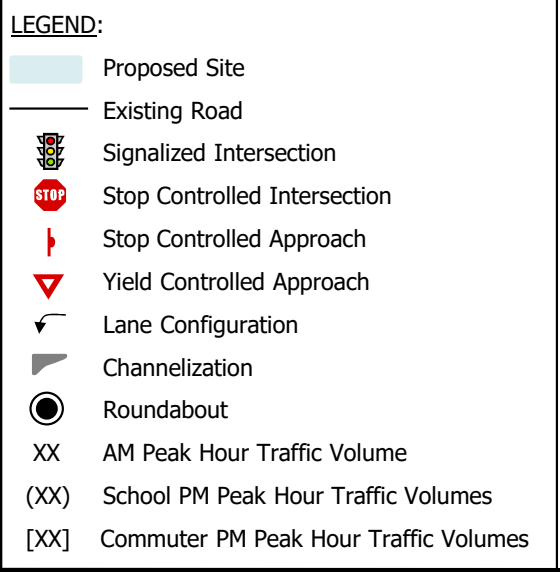 LEGEND:
Proposed Site
Existing Road
Signalized Intersection
STOP Stop Controlled Intersection
Stop Controlled Approach
Yield Controlled Approach
Lane Configuration
Channelization
Roundabout
XX AM Peak Hour Traffic Volume
(XX) School PM Peak Hour Traffic Volumes
[XX] Commuter PM Peak Hour Traffic Volumes